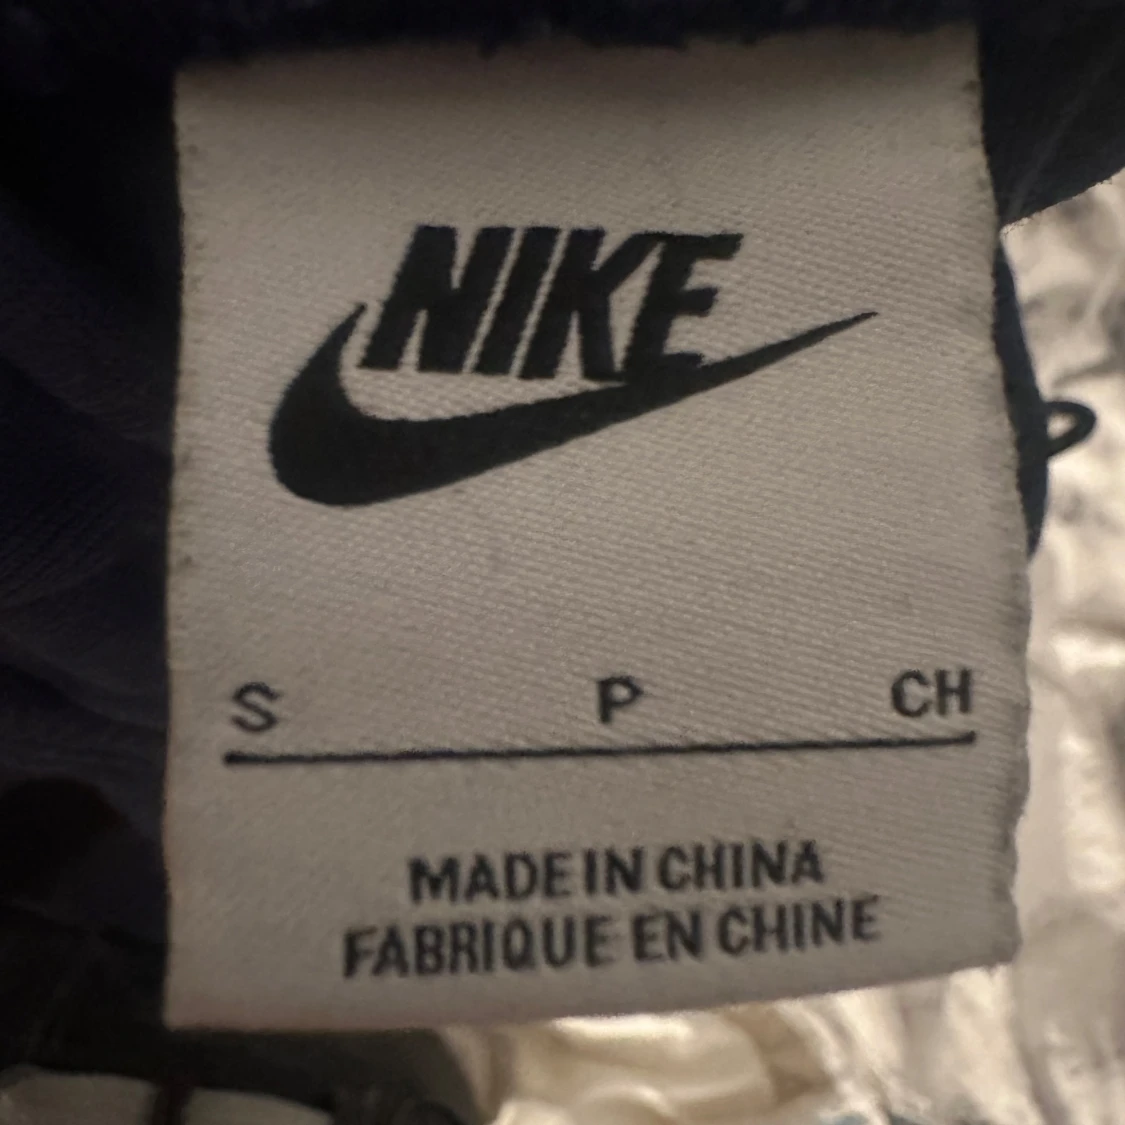 NIKE
S P CH
MADE IN CHINA
FABRIQUE EN CHINE